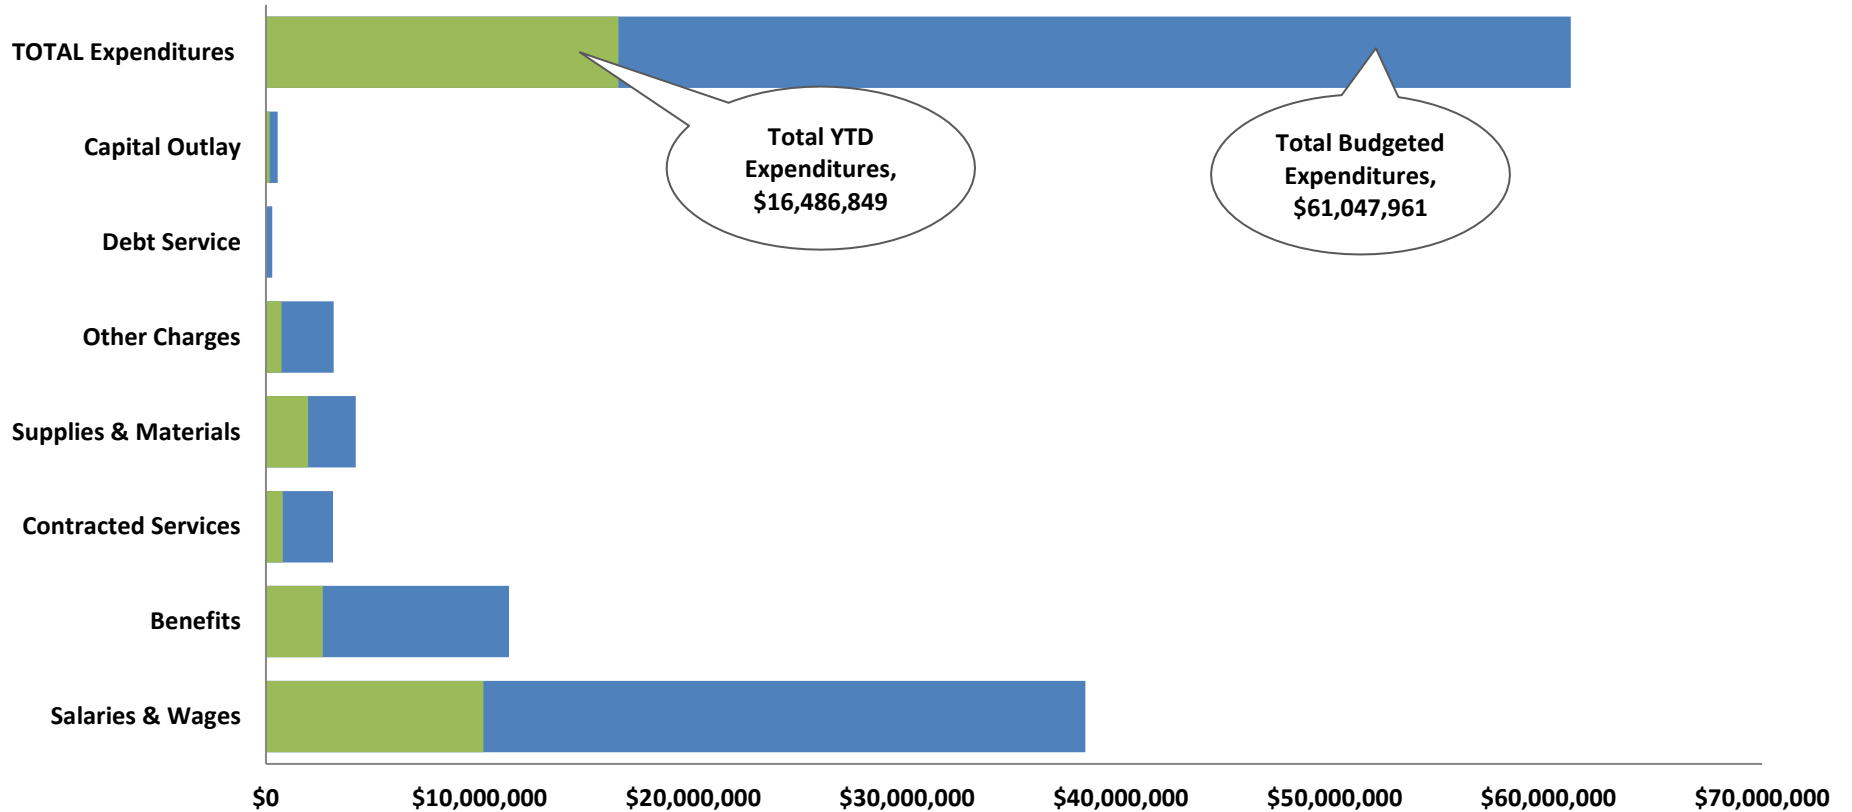 TOTAL Expenditures
Total YTD
Expenditures,
$16,486,849
Total Budgeted
Expenditures,
$61,047,961
Capital Outlay
Debt Service
Other Charges
Supplies & Materials
Contracted Services
Benefits
Salaries & Wages
$0 $10,000,000 $20,000,000 $30,000,000 $40,000,000 $50,000,000 $60,000,000 $70,000,000